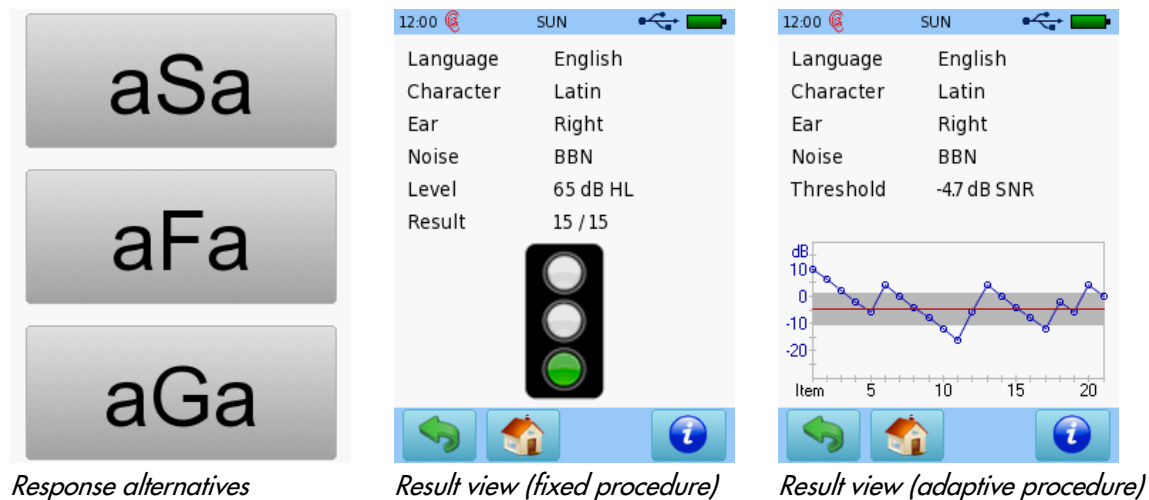 aSa
aFa
aGa
Response alternatives
12:00 SUN
Language English
Character Latin
Ear Right
Noise BBN
Level 65 dB HL
Result 15 / 15
Result view (fixed procedure)
12:00 SUN
Language English
Character Latin
Ear Right
Noise BBN
Threshold -4.7 dB SNR
dB
10
0
-10
-20
Item 5 10 15 20
Result view (adaptive procedure)